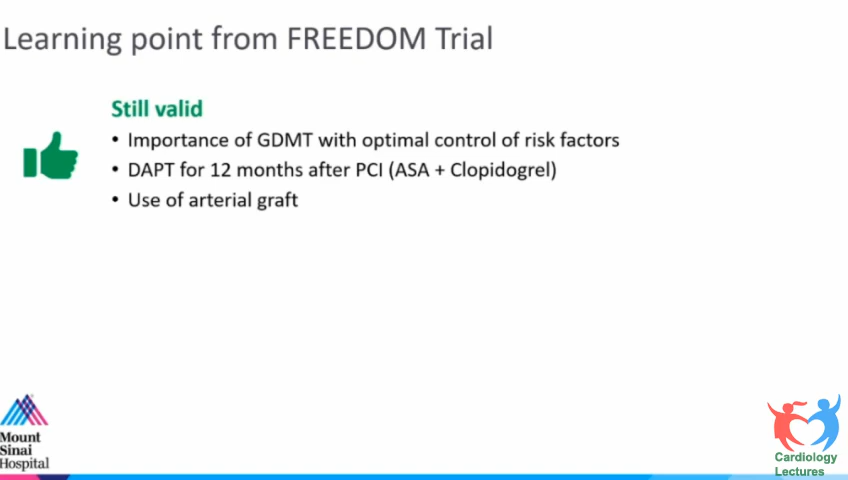 Learning point from FREEDOM Trial
Still valid
• Importance of GDMT with optimal control of risk factors
• DAPT for 12 months after PCI (ASA + Clopidogrel)
• Use of arterial graft
Mount
Sinai
Hospital
Cardiology
Lectures